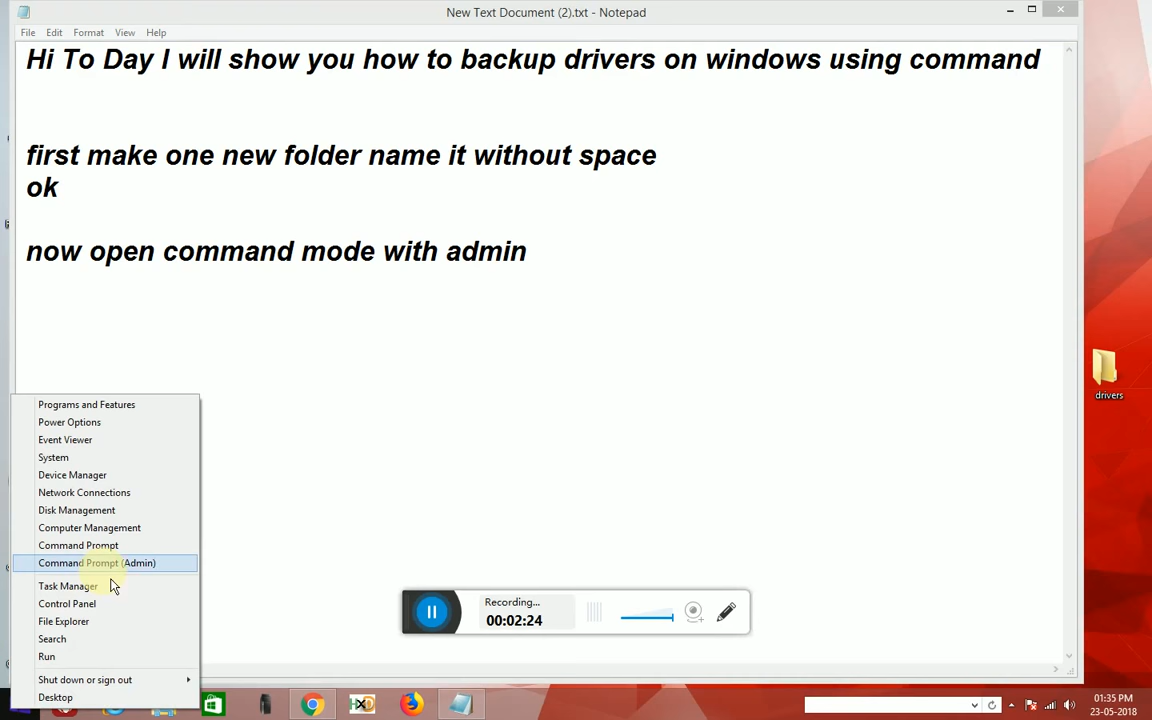 New Text Document (2).txt - Notepad
File Edit Format View Help
Hi To Day I will show you how to backup drivers on windows using command
first make one new folder name it without space
ok
now open command mode with admin
drivers
Programs and Features
Power Options
Event Viewer
System
Device Manager
Network Connections
Disk Management
Computer Management
Command Prompt
Command Prompt (Admin)
Task Manager
Control Panel
File Explorer
Search
Run
Shut down or sign out
Desktop
Recording...
00:02:24
HXD
01:35 PM
23-05-2018